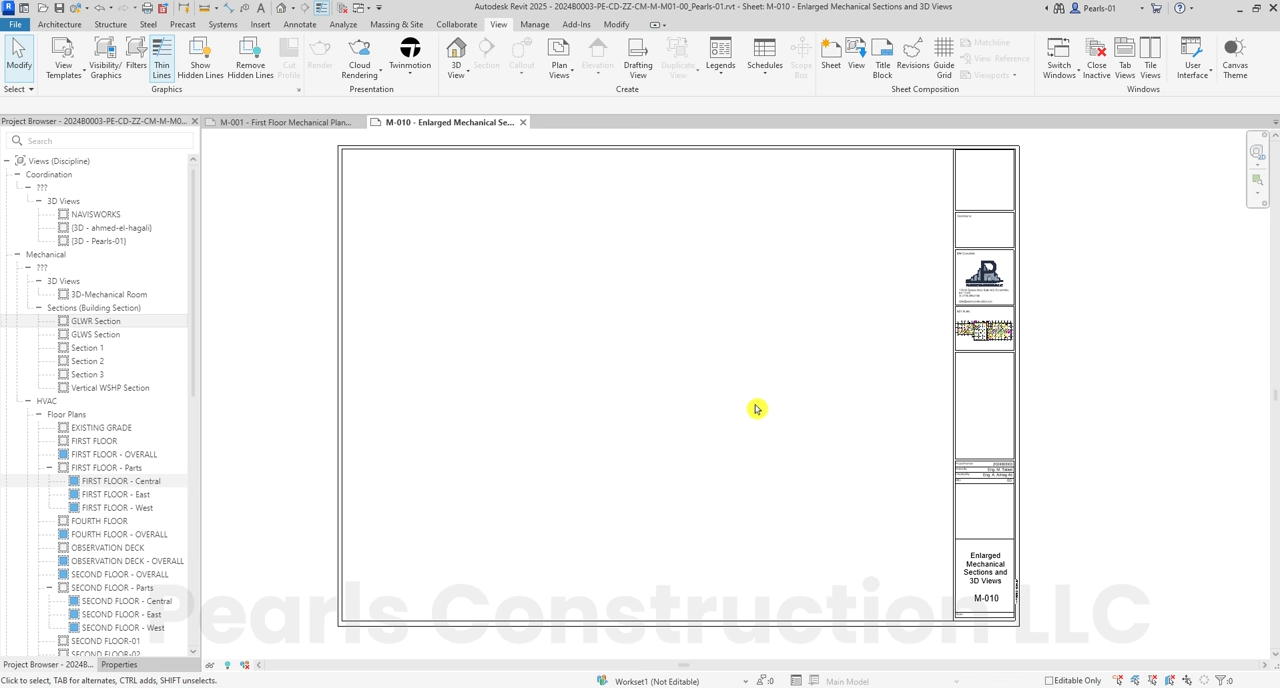 Autodesk Revit 2025 - 2024B0003-PE-CD-ZZ-CM-M-M01-00_Pearls-01.rvt - Sheet: M-010 - Enlarged Mechanical Sections and 3D Views
Pearls-01
File Architecture Structure Steel Precast Systems Insert Annotate Analyze Massing & Site Collaborate View Manage Add-Ins Modify
Modify
View Templates
Visibility/ Graphics
Filters
Thin Lines
Show Hidden Lines
Remove Hidden Lines
Cut Profile
Render
Cloud Rendering
Twinmotion
3D View
Section
Callout
Plan Views
Elevation
Drafting View
Duplicate View
Legends
Schedules
Scope Box
Sheet
View
Title Block
Revisions
Guide Grid
Matchline
View Reference
Viewports
Switch Windows
Close Inactive
Tab Views
Tile Views
User Interface
Canvas Theme
Select Graphics Presentation Create Sheet Composition Windows
Project Browser - 2024B0003-PE-CD-ZZ-CM-M-M0...
M-001 - First Floor Mechanical Plan...
M-010 - Enlarged Mechanical Se...
Search
Views (Discipline)
Coordination
???
3D Views
NAVISWORKS
{3D - ahmed-el-hagali}
{3D - Pearls-01}
Mechanical
???
3D Views
3D-Mechanical Room
Sections (Building Section)
GLWR Section
GLWS Section
Section 1
Section 2
Section 3
Vertical WSHP Section
HVAC
Floor Plans
EXISTING GRADE
FIRST FLOOR
FIRST FLOOR - OVERALL
FIRST FLOOR - Parts
FIRST FLOOR - Central
FIRST FLOOR - East
FIRST FLOOR - West
FOURTH FLOOR
FOURTH FLOOR - OVERALL
OBSERVATION DECK
OBSERVATION DECK - OVERALL
SECOND FLOOR - OVERALL
SECOND FLOOR - Parts
SECOND FLOOR - Central
SECOND FLOOR - East
SECOND FLOOR - West
SECOND FLOOR-01
SECOND FLOOR-02
Enlarged
Mechanical
Sections and
3D Views
M-010
Pearls Construction LLC
Project Browser - 2024B... Properties
Click to select, TAB for alternates, CTRL adds, SHIFT unselects.
Workset1 (Not Editable)
:0
Main Model
Editable Only
:0